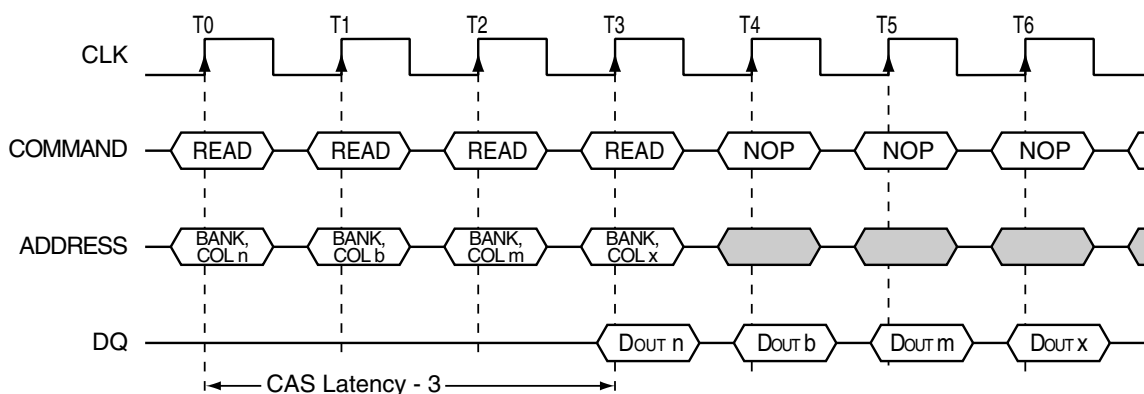 T0 T1 T2 T3 T4 T5 T6
CLK
COMMAND READ READ READ READ NOP NOP NOP
ADDRESS BANK, COL n BANK, COL b BANK, COL m BANK, COL x
DQ DOUT n DOUT b DOUT m DOUT x
CAS Latency - 3